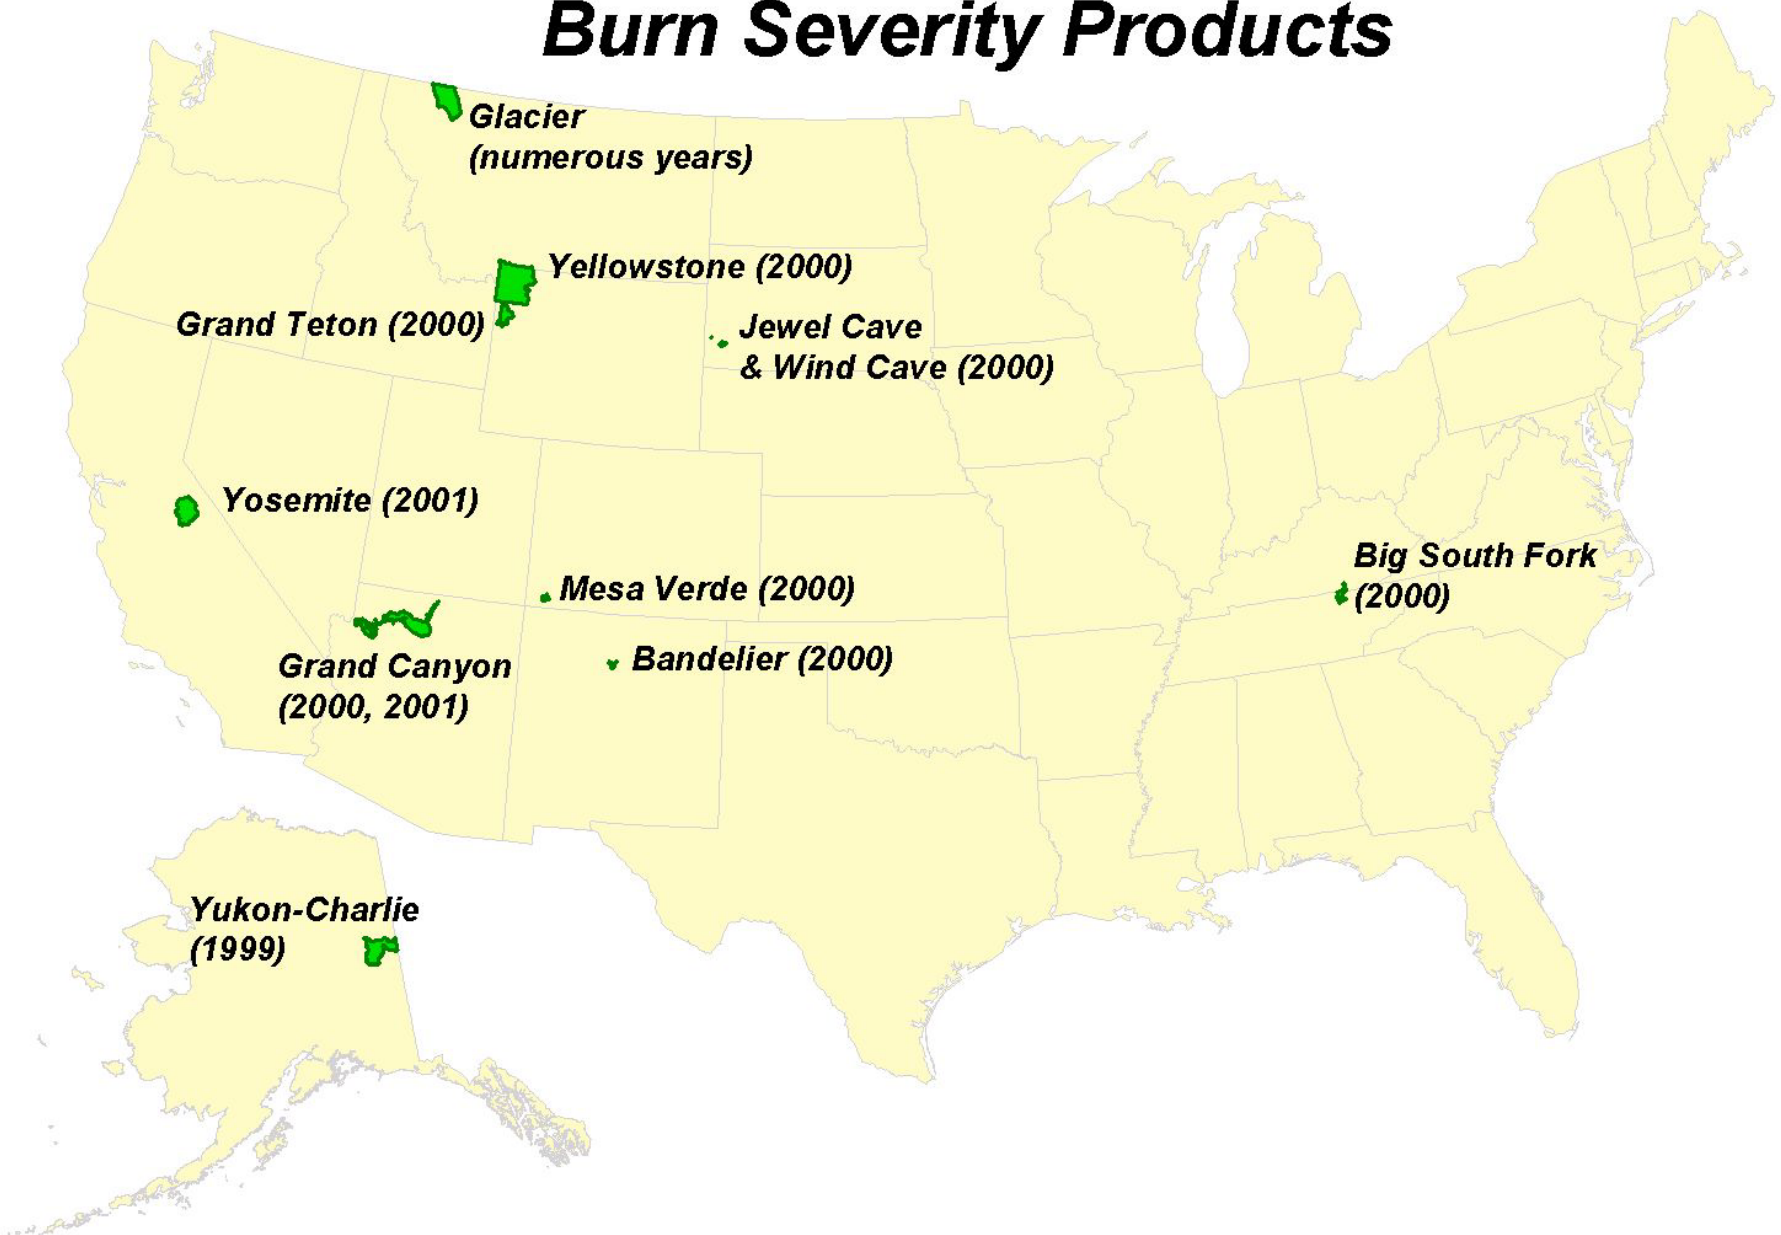 Burn Severity Products
Glacier
(numerous years)
Yellowstone (2000)
Grand Teton (2000)
Jewel Cave
& Wind Cave (2000)
Yosemite (2001)
Big South Fork
(2000)
Mesa Verde (2000)
Bandelier (2000)
Grand Canyon
(2000, 2001)
Yukon-Charlie
(1999)